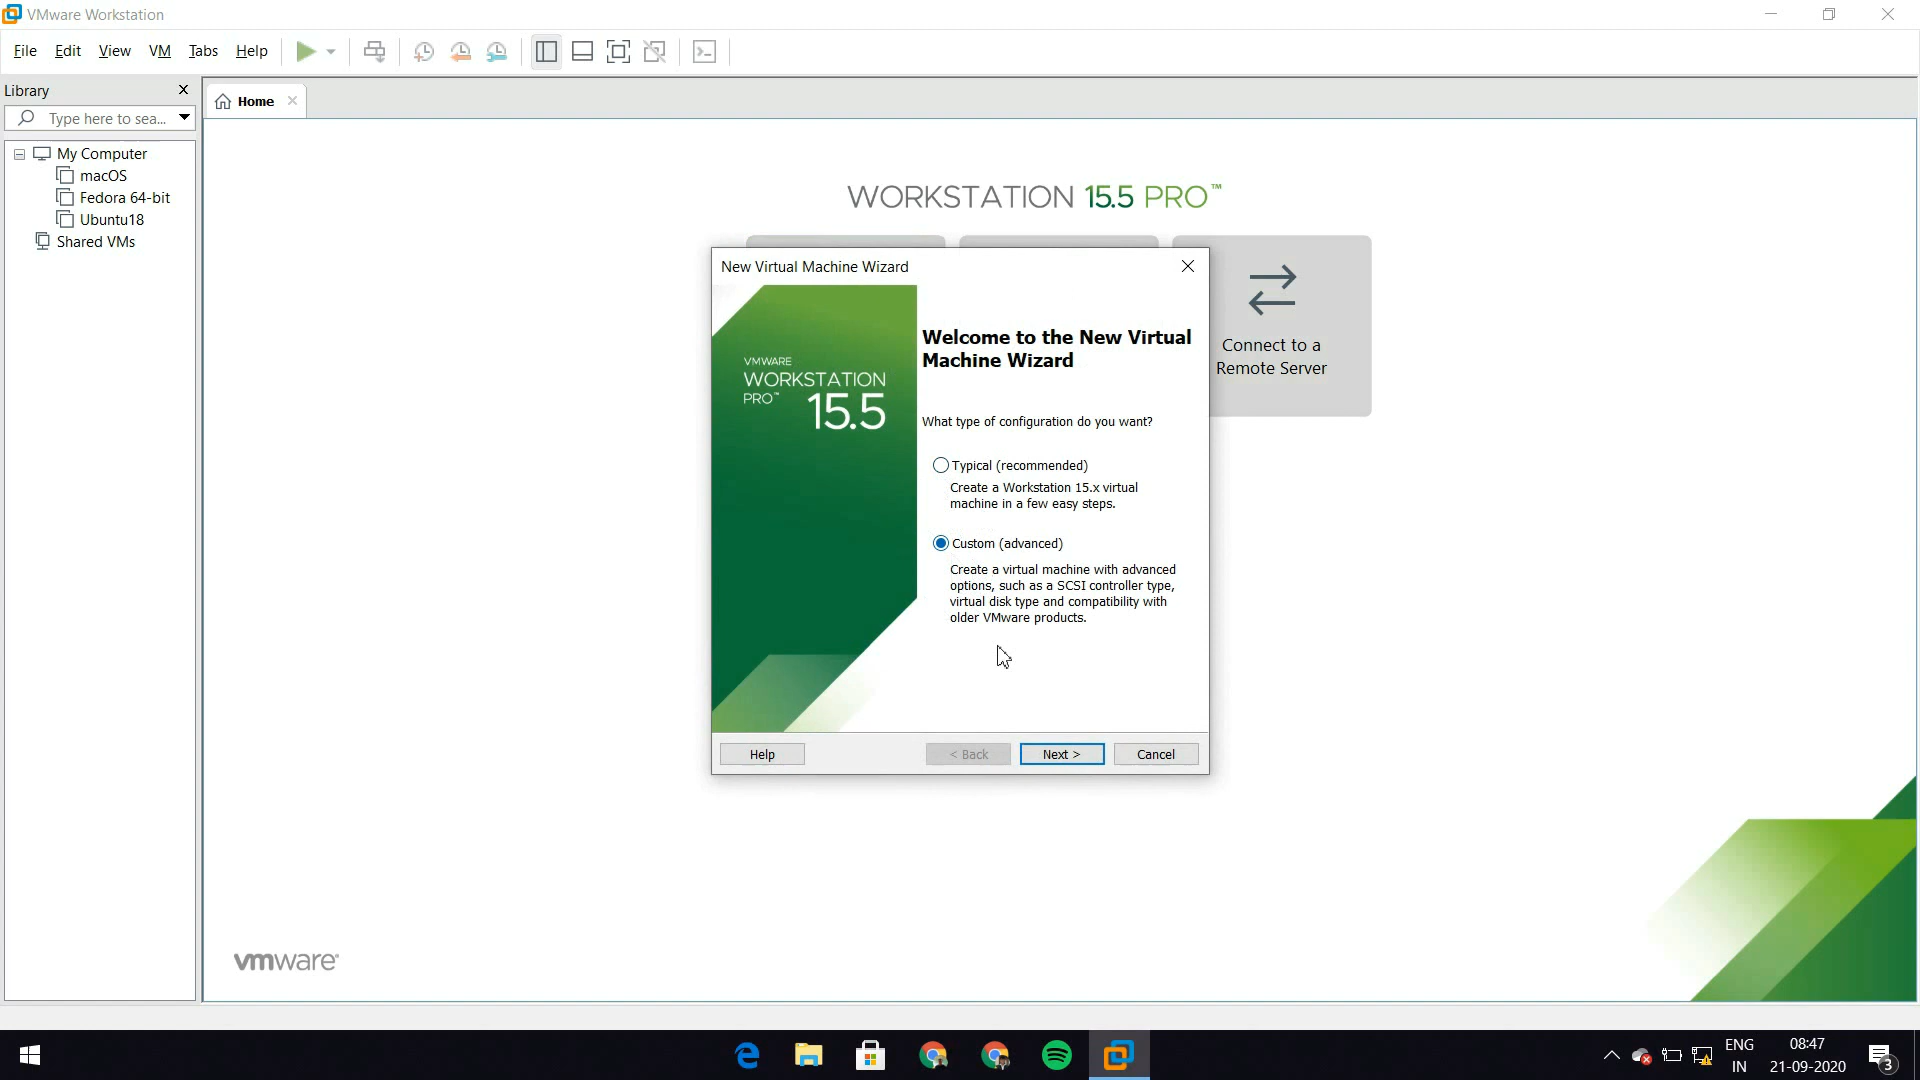 VMware Workstation
File Edit View VM Tabs Help
Library
Type here to sea...
My Computer
macOS
Fedora 64-bit
Ubuntu18
Shared VMs
Home
WORKSTATION 15.5 PRO™
Connect to a
Remote Server
New Virtual Machine Wizard
VMWARE
WORKSTATION
PRO™ 15.5
Welcome to the New Virtual
Machine Wizard
What type of configuration do you want?
Typical (recommended)
Create a Workstation 15.x virtual
machine in a few easy steps.
Custom (advanced)
Create a virtual machine with advanced
options, such as a SCSI controller type,
virtual disk type and compatibility with
older VMware products.
Help < Back Next > Cancel
vmware®
ENG
IN
08:47
21-09-2020
3